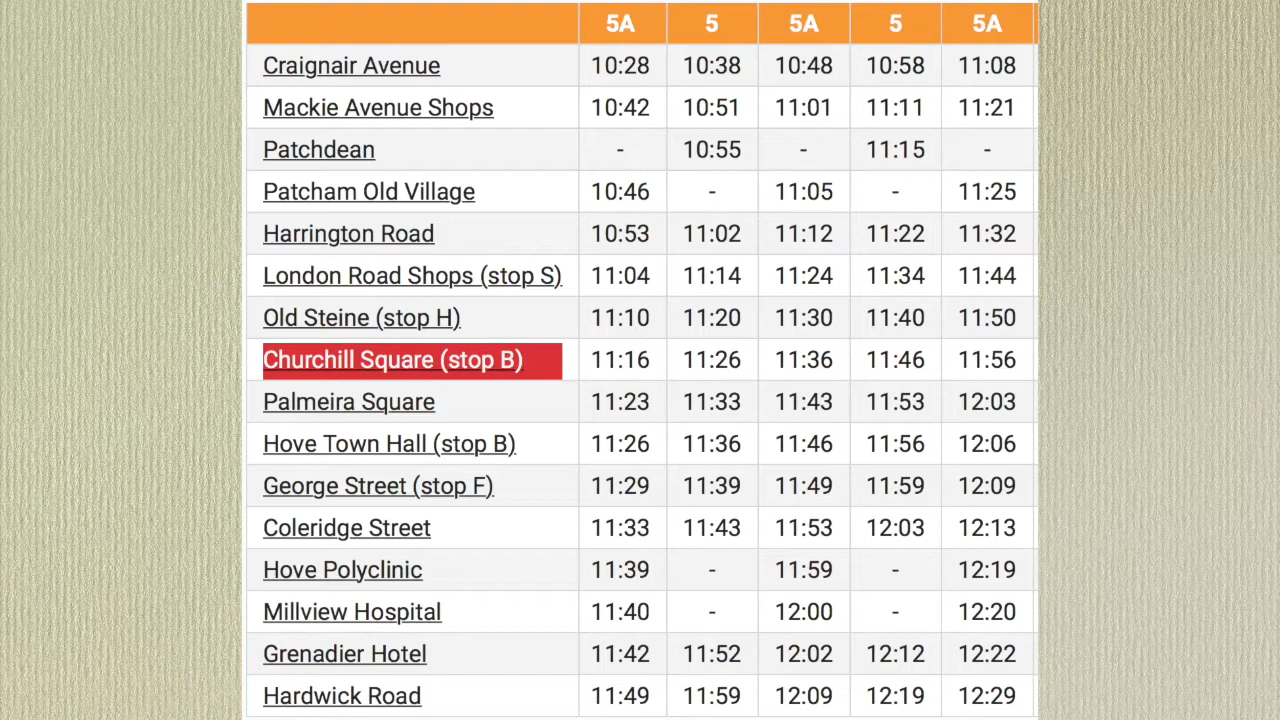 5A 5 5A 5 5A
Craignair Avenue 10:28 10:38 10:48 10:58 11:08
Mackie Avenue Shops 10:42 10:51 11:01 11:11 11:21
Patchdean - 10:55 - 11:15 -
Patcham Old Village 10:46 - 11:05 - 11:25
Harrington Road 10:53 11:02 11:12 11:22 11:32
London Road Shops (stop S) 11:04 11:14 11:24 11:34 11:44
Old Steine (stop H) 11:10 11:20 11:30 11:40 11:50
Churchill Square (stop B) 11:16 11:26 11:36 11:46 11:56
Palmeira Square 11:23 11:33 11:43 11:53 12:03
Hove Town Hall (stop B) 11:26 11:36 11:46 11:56 12:06
George Street (stop F) 11:29 11:39 11:49 11:59 12:09
Coleridge Street 11:33 11:43 11:53 12:03 12:13
Hove Polyclinic 11:39 - 11:59 - 12:19
Millview Hospital 11:40 - 12:00 - 12:20
Grenadier Hotel 11:42 11:52 12:02 12:12 12:22
Hardwick Road 11:49 11:59 12:09 12:19 12:29